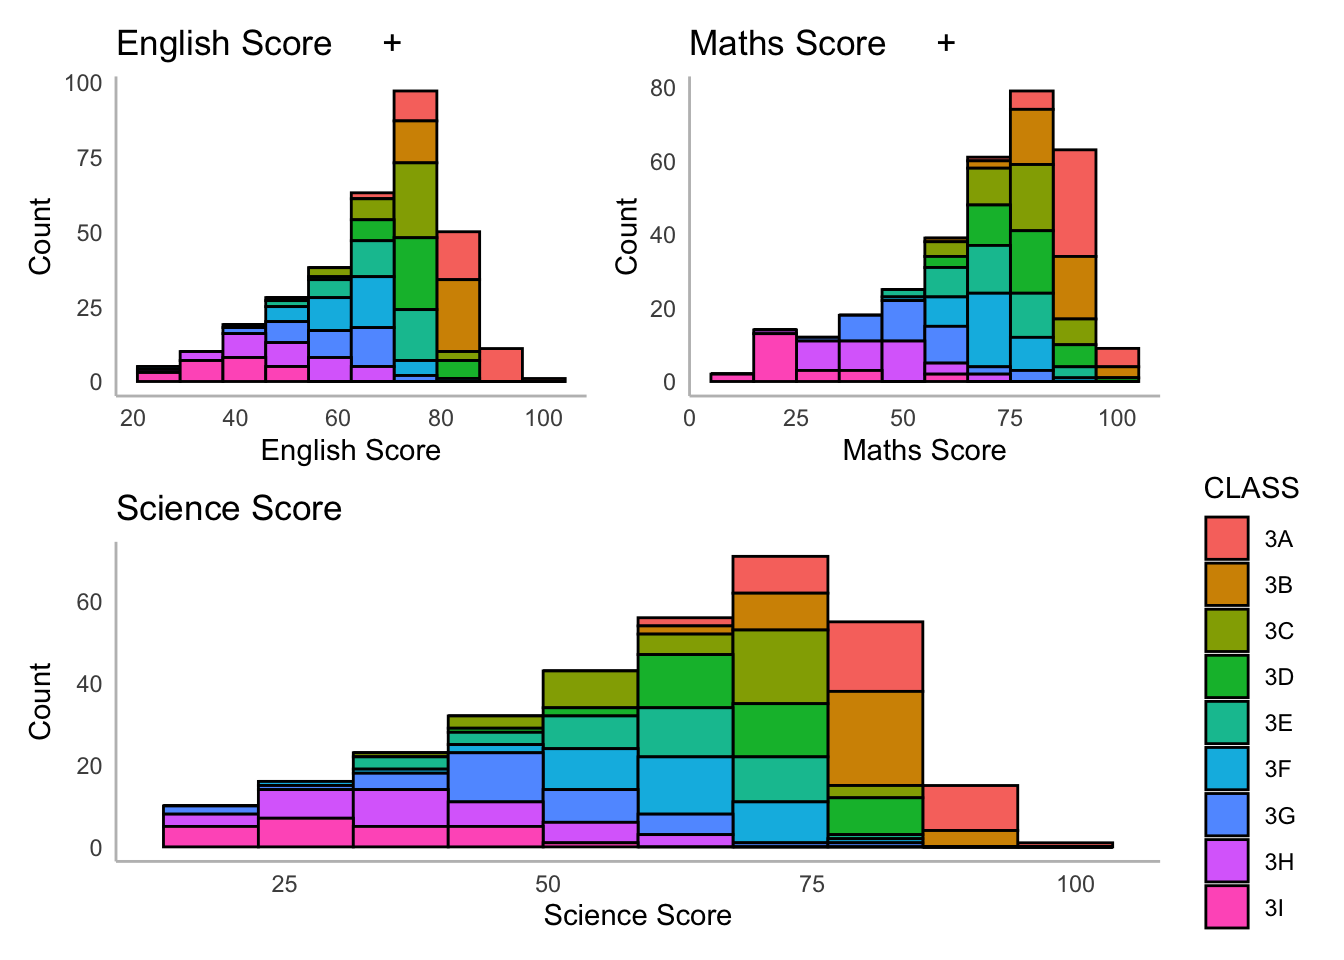 English Score +
100
75
50
25
0
Count
20 40 60 80 100
English Score
Maths Score +
80
60
40
20
0
Count
0 25 50 75 100
Maths Score
Science Score
60
40
20
0
Count
25 50 75 100
Science Score
CLASS
3A
3B
3C
3D
3E
3F
3G
3H
3I